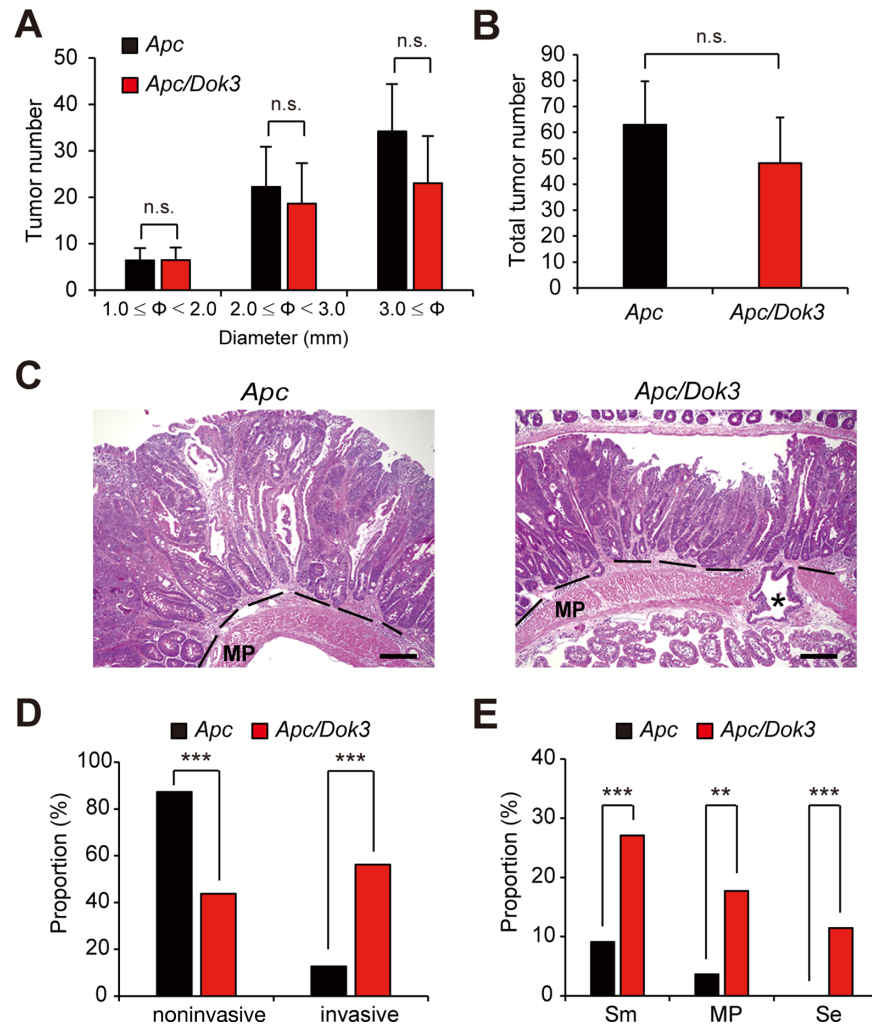 A
Apc
Apc/Dok3
n.s.
n.s.
n.s.
Tumor number
50
40
30
20
10
0
1.0 ≤ Φ < 2.0
2.0 ≤ Φ < 3.0
3.0 ≤ Φ
Diameter (mm)
B
n.s.
Total tumor number
90
80
70
60
50
40
30
20
10
0
Apc
Apc/Dok3
C
Apc
Apc/Dok3
MP
MP
*
D
Apc
Apc/Dok3
***
***
Proportion (%)
100
80
60
40
20
0
noninvasive
invasive
E
Apc
Apc/Dok3
***
**
***
Proportion (%)
40
30
20
10
0
Sm
MP
Se